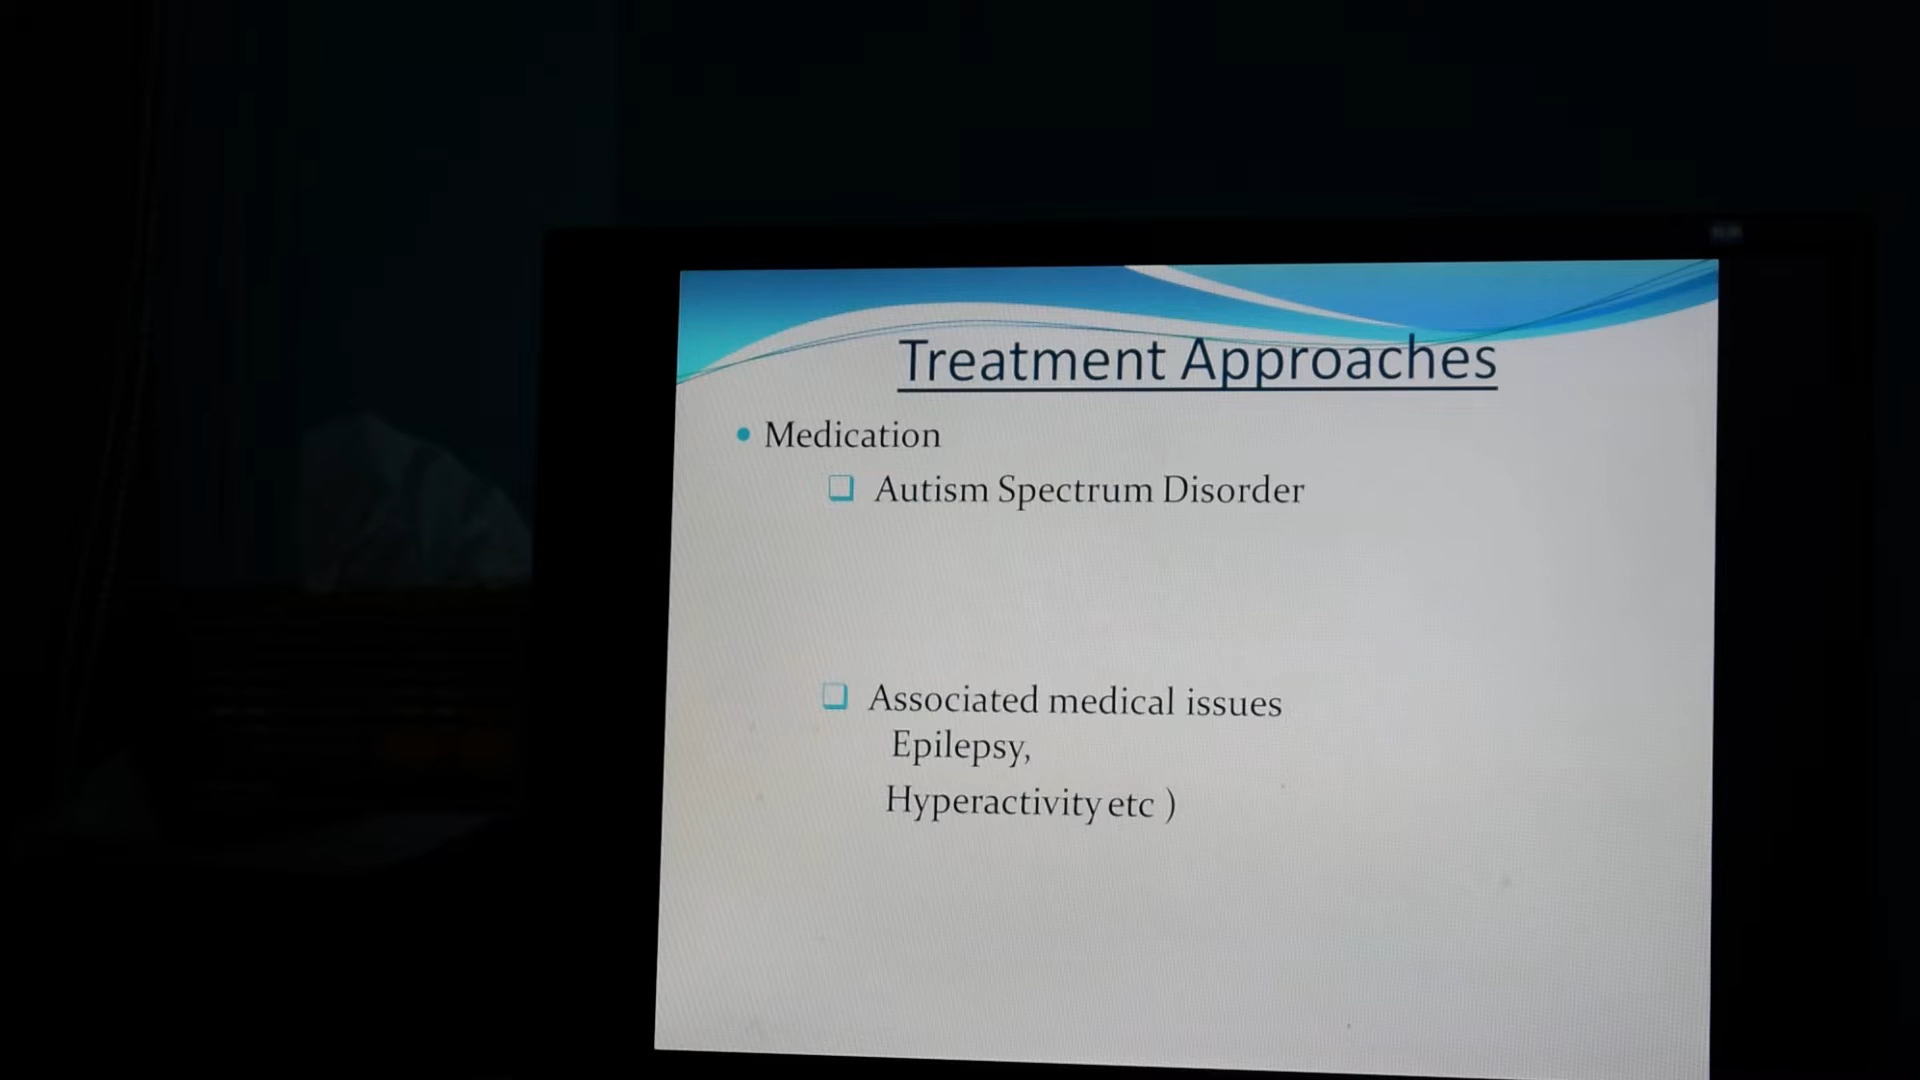 Treatment Approaches
Medication
Autism Spectrum Disorder
Associated medical issues
Epilepsy,
Hyperactivity etc )